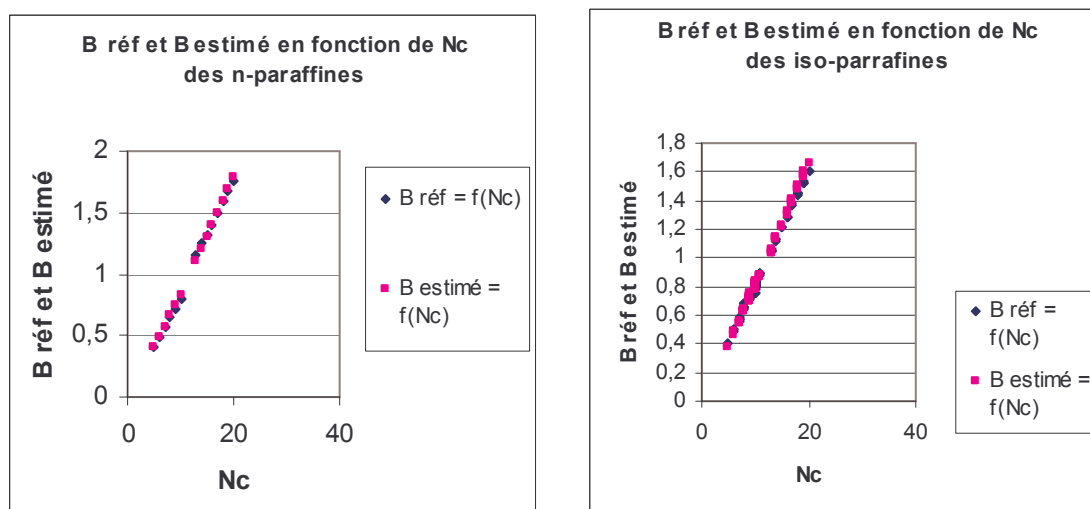 B réf et B estimé en fonction de Nc
des n-paraffines
B réf et B estimé
2
1,5
1
0,5
0
0
20
40
Nc
B réf = f(Nc)
B estimé =
f(Nc)
B réf et B estimé en fonction de Nc
des iso-parrafines
B réf et B estimé
1,8
1,6
1,4
1,2
1
0,8
0,6
0,4
0,2
0
0
20
40
Nc
B réf =
f(Nc)
B estimé =
f(Nc)